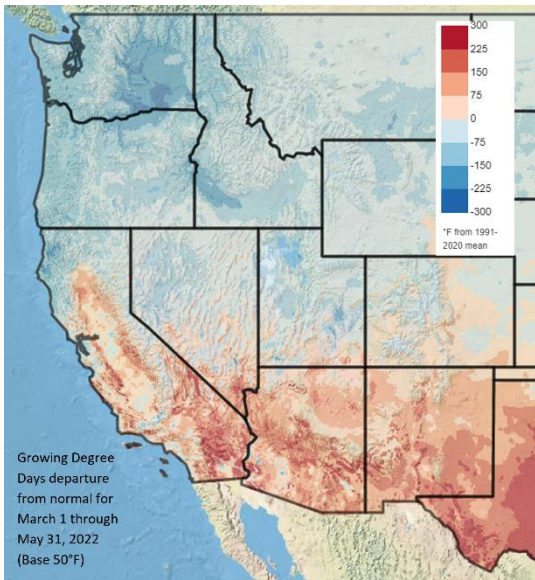 300
225
150
75
0
-75
-150
-225
-300
°F from 1991-
2020 mean
Growing Degree
Days departure
from normal for
March 1 through
May 31, 2022
(Base 50°F)